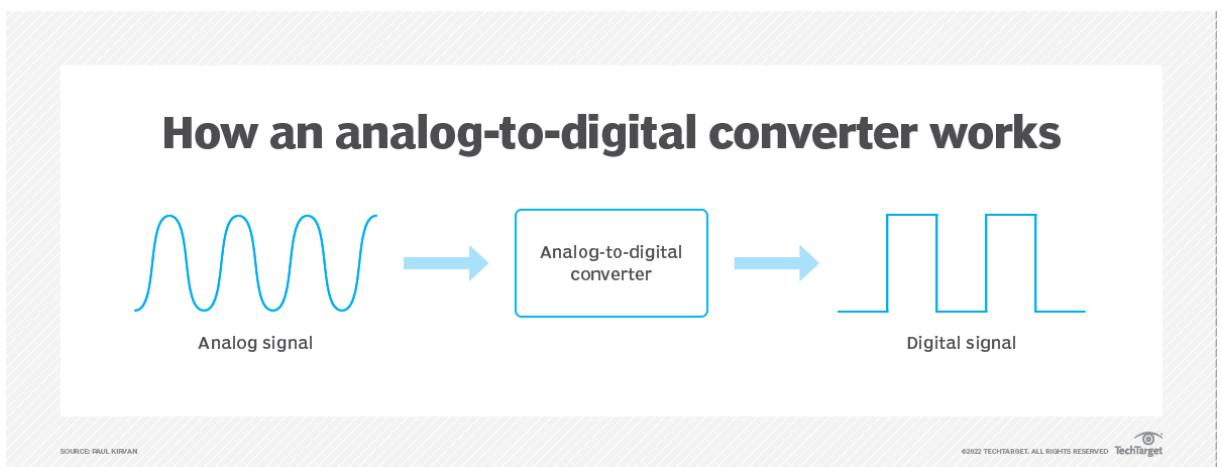 How an analog-to-digital converter works
Analog-to-digital
converter
Analog signal
Digital signal
SOURCE: PAUL KIRVAN
©2022 TECHTARGET. ALL RIGHTS RESERVED TechTarget